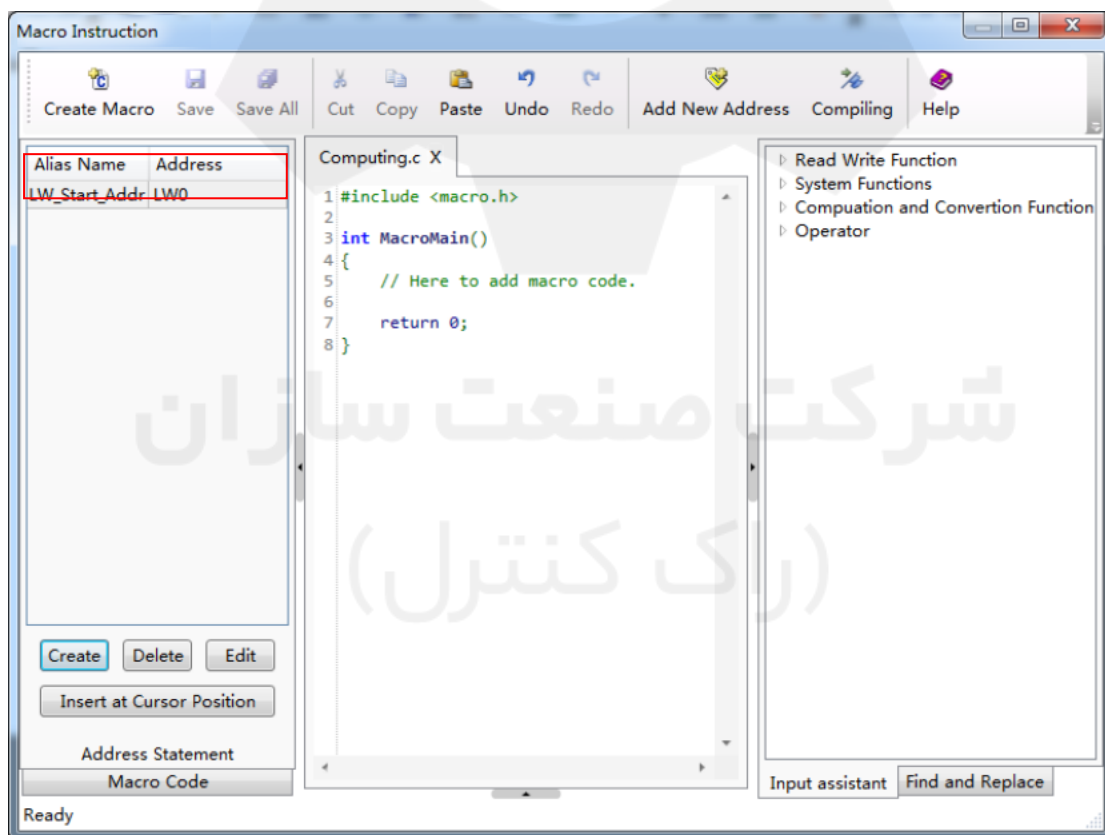 Macro Instruction
Create Macro Save Save All Cut Copy Paste Undo Redo Add New Address Compiling Help
Alias Name Address
LW_Start_Addr LW0
Create Delete Edit
Insert at Cursor Position
Address Statement
Macro Code
Computing.c X
1 #include <macro.h>
2
3 int MacroMain()
4 {
5 // Here to add macro code.
6
7 return 0;
8 }
Read Write Function
System Functions
Compuation and Convertion Function
Operator
شرکت صنعت سازان
(راک کنترل)
Input assistant Find and Replace
Ready